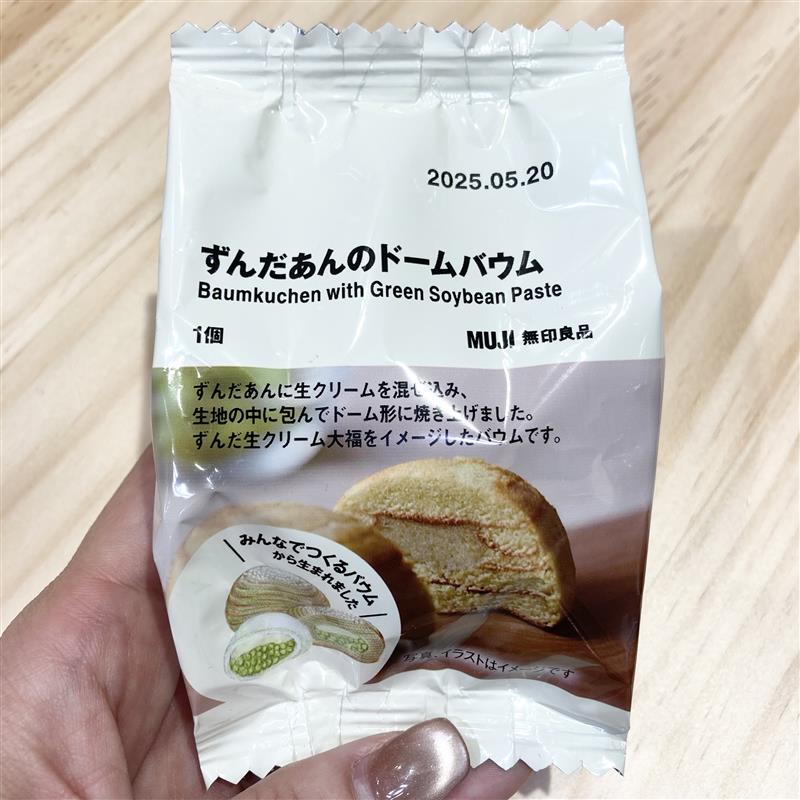 2025.05.20
ずんだあんのドームバウム
Baumkuchen with Green Soybean Paste
1個
MUJI 無印良品
ずんだあんに生クリームを混ぜ込み、
生地の中に包んでドーム形に焼き上げました。
ずんだ生クリーム大福をイメージしたバウムです。
みんなでつくるバウム
から生まれました
写真、イラストはイメージです